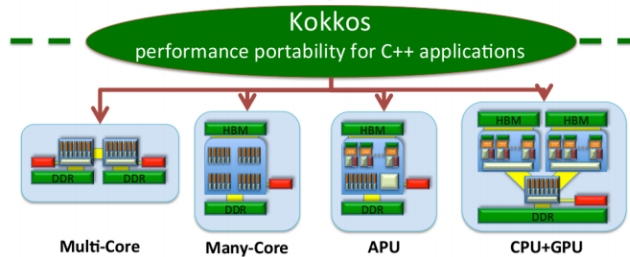 Kokkos
performance portability for C++ applications
HBM
HBM
HBM
HBM
DDR
DDR
DDR
DDR
DDR
Multi-Core
Many-Core
APU
CPU+GPU